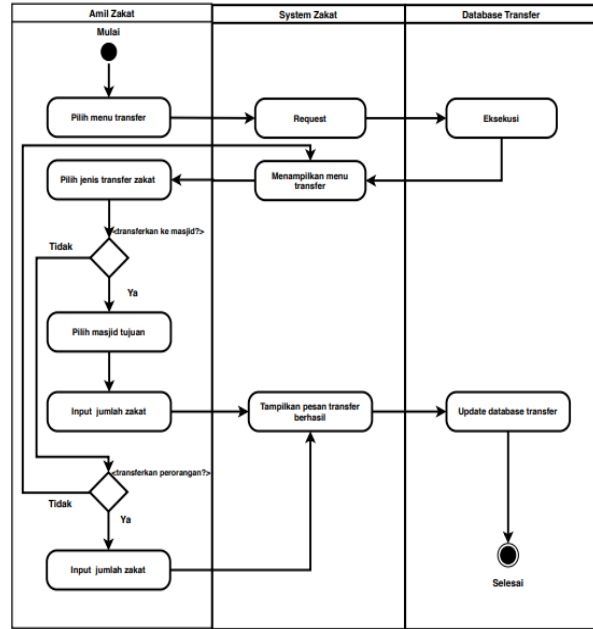 Amil Zakat
System Zakat
Database Transfer
Mulai
Pilih menu transfer
Request
Eksekusi
Pilih jenis transfer zakat
Menampilkan menu
transfer
<transferkan ke masjid?>
Tidak
Ya
Pilih masjid tujuan
Input jumlah zakat
Tampilkan pesan transfer
berhasil
Update database transfer
<transferkan perorangan?>
Tidak
Ya
Input jumlah zakat
Selesai